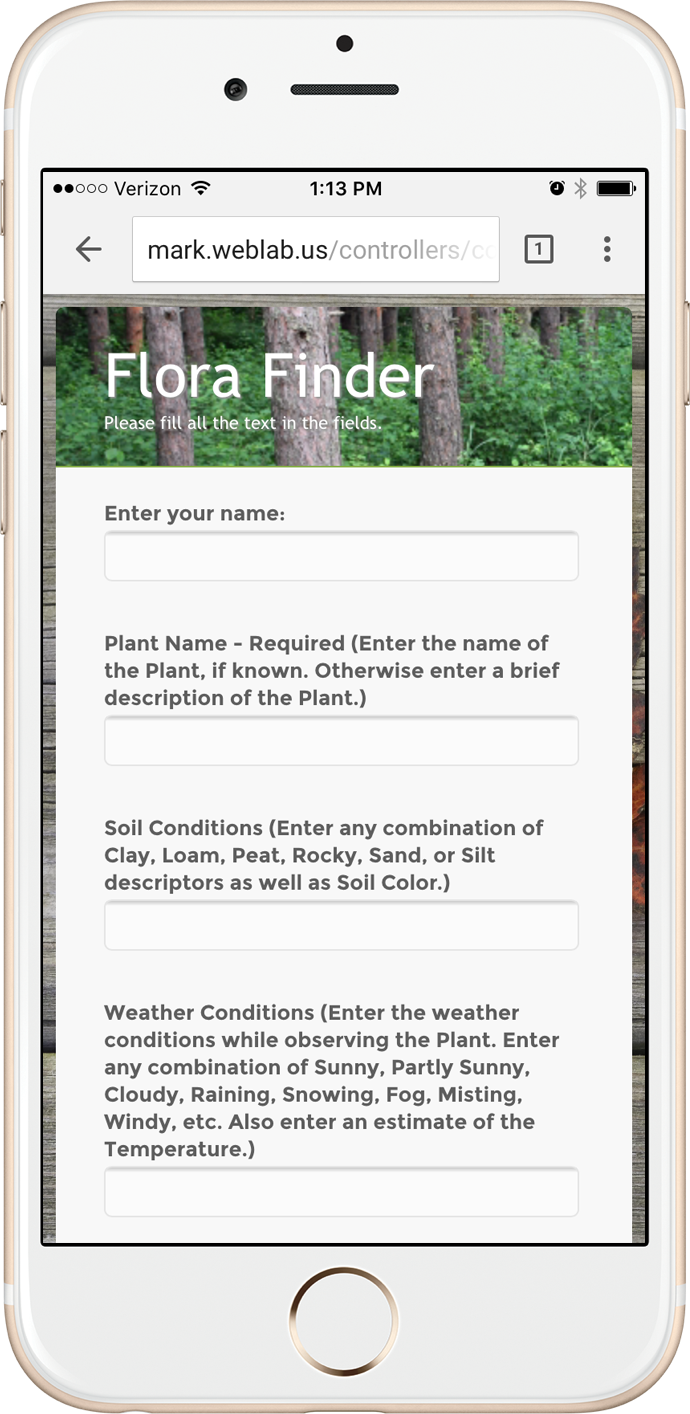 Verizon 1:13 PM
mark.weblab.us/controllers/co 1
Flora Finder
Please fill all the text in the fields.
Enter your name:
Plant Name - Required (Enter the name of
the Plant, if known. Otherwise enter a brief
description of the Plant.)
Soil Conditions (Enter any combination of
Clay, Loam, Peat, Rocky, Sand, or Silt
descriptors as well as Soil Color.)
Weather Conditions (Enter the weather
conditions while observing the Plant. Enter
any combination of Sunny, Partly Sunny,
Cloudy, Raining, Snowing, Fog, Misting,
Windy, etc. Also enter an estimate of the
Temperature.)